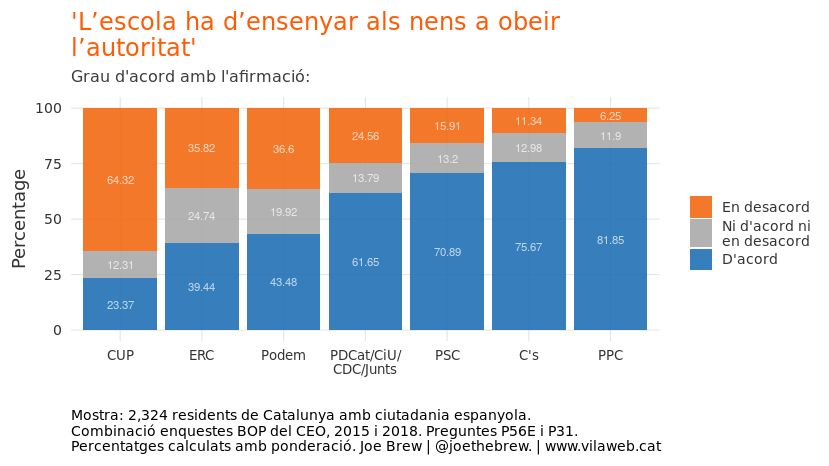 'L’escola ha d’ensenyar als nens a obeir
l’autoritat'
Grau d'acord amb l'afirmació:
Percentage
100
75
50
25
0
64.32
12.31
23.37
35.82
24.74
39.44
36.6
19.92
43.48
24.56
13.79
61.65
15.91
13.2
70.89
11.34
12.98
75.67
6.25
11.9
81.85
CUP
ERC
Podem
PDCat/CiU/
CDC/Junts
PSC
C's
PPC
En desacord
Ni d'acord ni
en desacord
D'acord
Mostra: 2,324 residents de Catalunya amb ciutadania espanyola.
Combinació enquestes BOP del CEO, 2015 i 2018. Preguntes P56E i P31.
Percentatges calculats amb ponderació. Joe Brew | @joethebrew. | www.vilaweb.cat